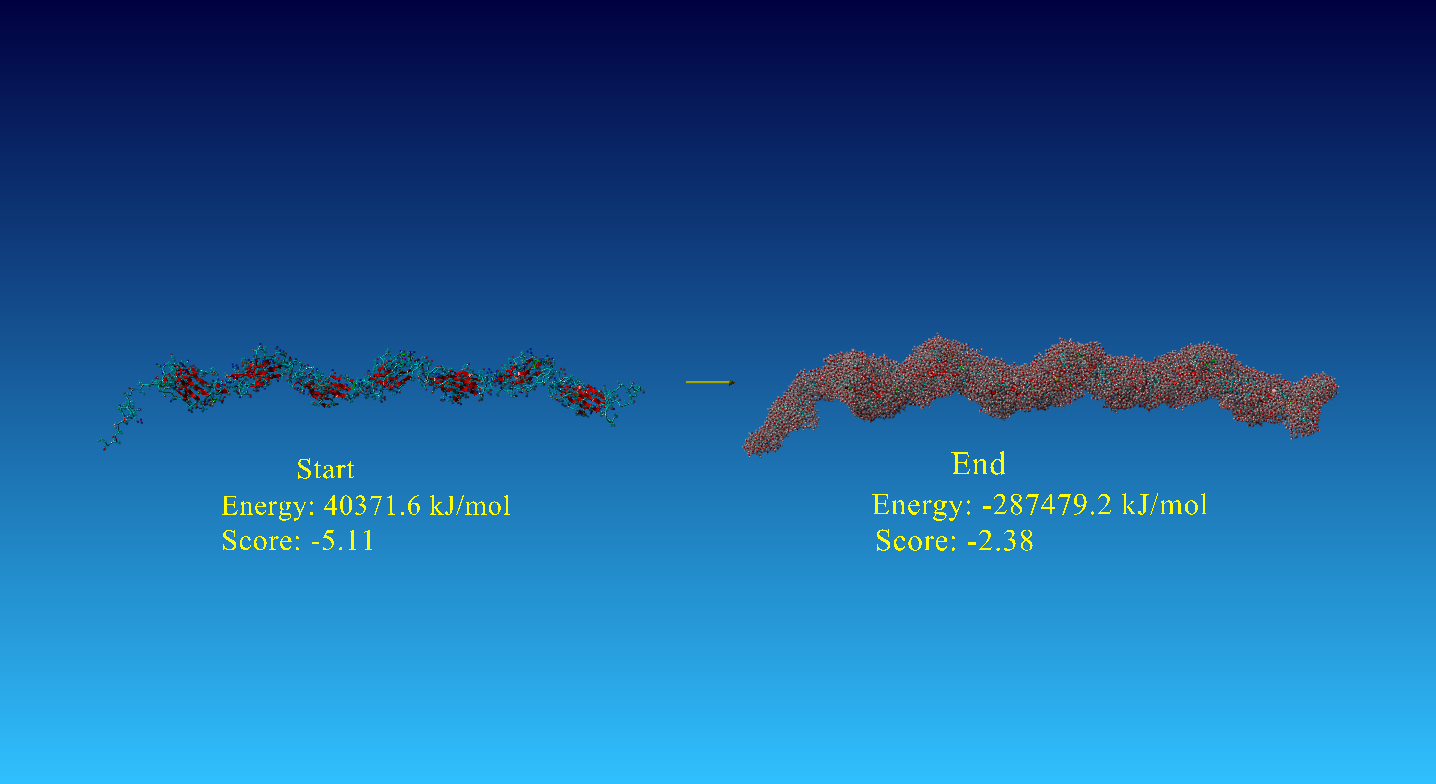 Start
Energy: 40371.6 kJ/mol
Score: -5.11
End
Energy: -287479.2 kJ/mol
Score: -2.38